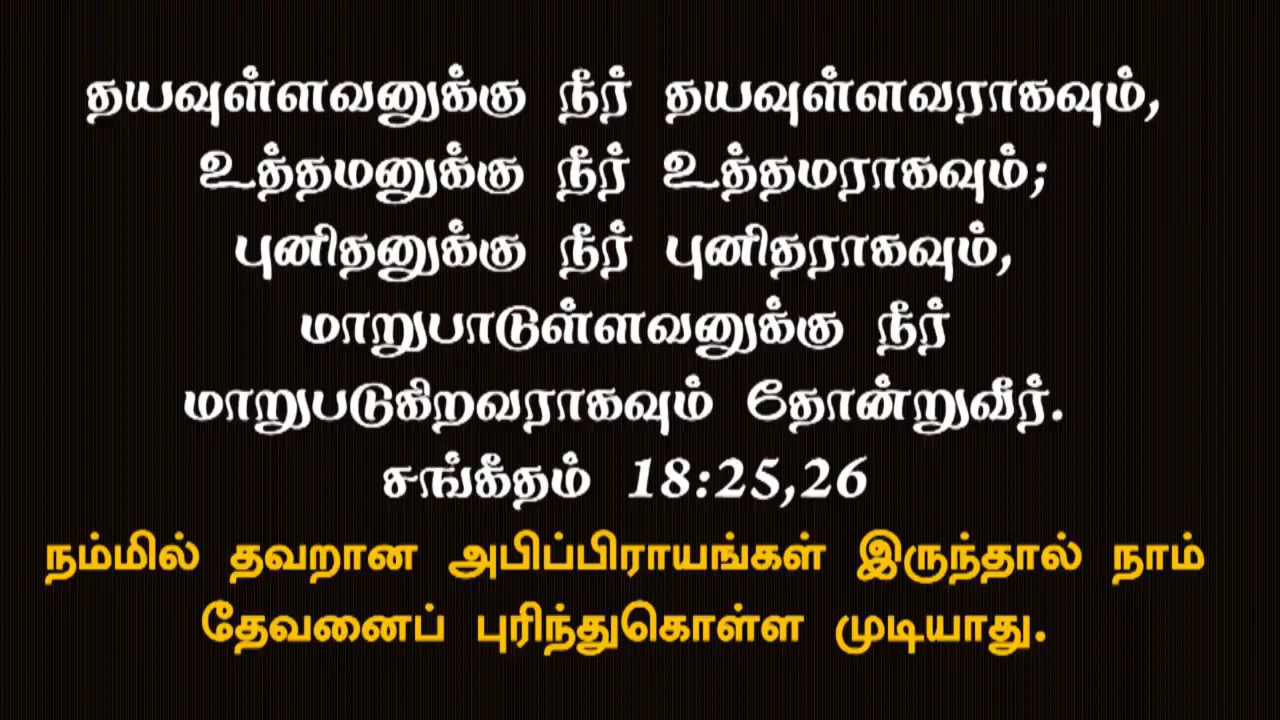 தயவுள்ளவனுக்கு நீர் தயவுள்ளவராகவும்,
உத்தமனுக்கு நீர் உத்தமராகவும்;
புனிதனுக்கு நீர் புனிதராகவும்,
மாறுபாடுள்ளவனுக்கு நீர்
மாறுபடுகிறவராகவும் தோன்றுவீர்.
சங்கீதம் 18:25,26
நம்மில் தவறான அபிப்பிராயங்கள் இருந்தால் நாம்
தேவனைப் புரிந்துகொள்ள முடியாது.